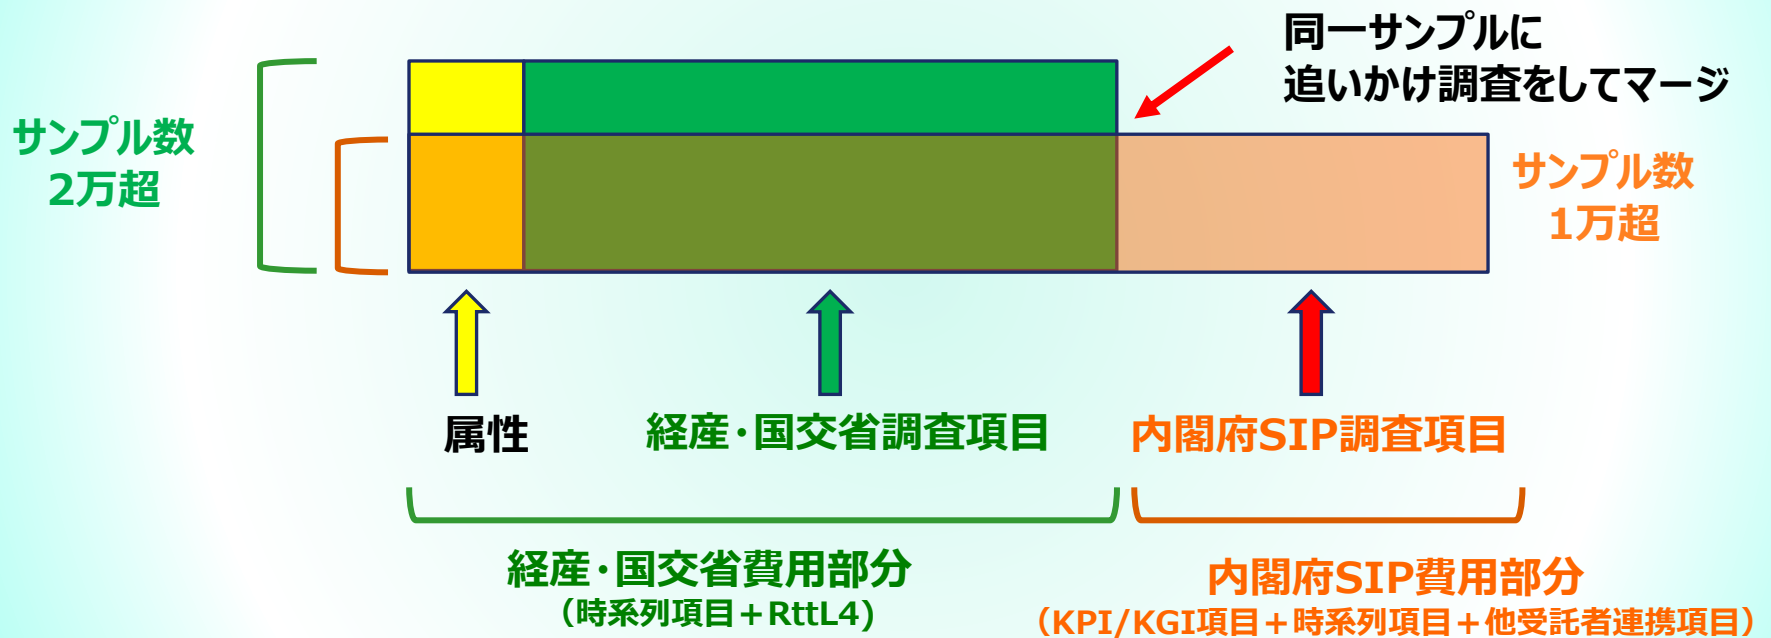 同一サンプルに
追いかけ調査をしてマージ
サンプル数
2万超
サンプル数
1万超
属性
経産・国交省調査項目
内閣府SIP調査項目
経産・国交省費用部分
（時系列項目＋RttL4)
内閣府SIP費用部分
（KPI/KGI項目＋時系列項目＋他受託者連携項目）